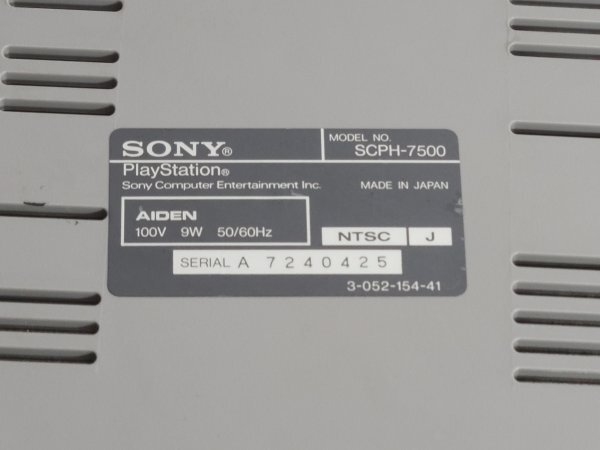 SONY®
MODEL NO.
SCPH-7500
PlayStation®
Sony Computer Entertainment Inc.
MADE IN JAPAN
AIDEN
100V 9W 50/60Hz
NTSC J
SERIAL A 7240425
3-052-154-41